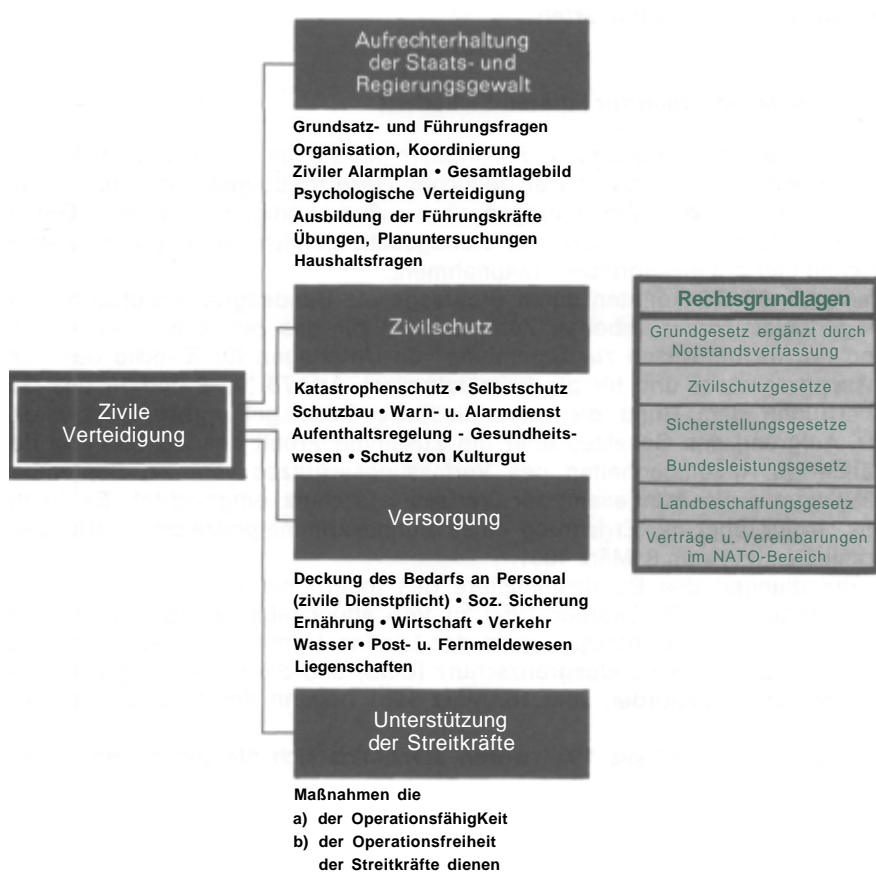 Aufrechterhaltung
der Staats- und
Regierungsgewalt
Grundsatz- und Führungsfragen
Organisation, Koordinierung
Ziviler Alarmplan • Gesamtlagebild
Psychologische Verteidigung
Ausbildung der Führungskräfte
Übungen, Planuntersuchungen
Haushaltsfragen
Zivile
Verteidigung
Zivilschutz
Katastrophenschutz • Selbstschutz
Schutzbau • Warn- u. Alarmdienst
Aufenthaltsregelung - Gesundheits-
wesen • Schutz von Kulturgut
Versorgung
Deckung des Bedarfs an Personal
(zivile Dienstpflicht) • Soz. Sicherung
Ernährung • Wirtschaft • Verkehr
Wasser • Post- u. Fernmeldewesen
Liegenschaften
Unterstützung
der Streitkräfte
Maßnahmen die
a) der OperationsfähigKeit
b) der Operationsfreiheit
der Streitkräfte dienen
Rechtsgrundlagen
Grundgesetz ergänzt durch
Notstandsverfassung
Zivilschutzgesetze
Sicherstellungsgesetze
Bundesleistungsgesetz
Landbeschaffungsgesetz
Verträge u. Vereinbarungen
im NATO-Bereich